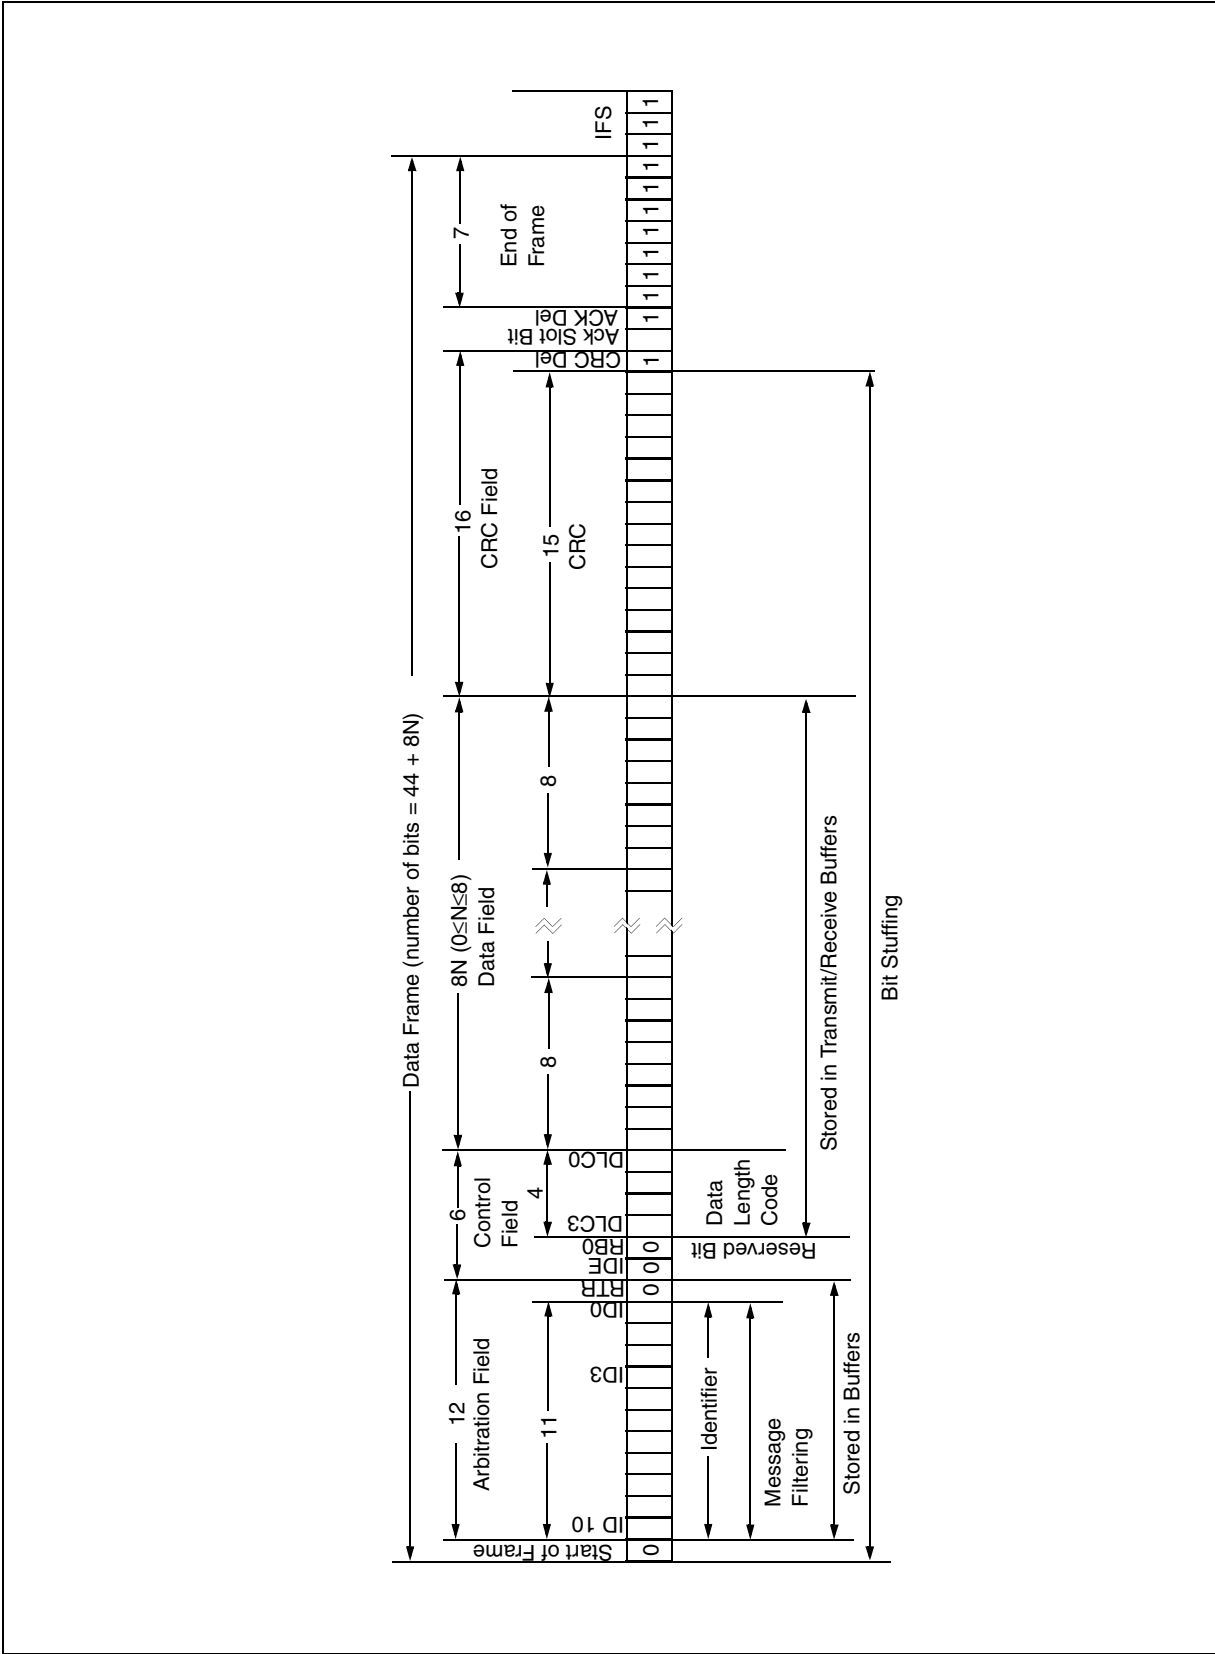 Data Frame (number of bits = 44 + 8N)
12
Arbitration Field
6
Control
Field
8N (0≤N≤8)
Data Field
16
CRC Field
7
End of
Frame
IFS
11
4
8
8
15
CRC
Start of Frame
ID 10
ID3
ID0
RTR
IDE
RB0
DLC3
DLC0
CRC Del
Ack Slot Bit
ACK Del
0 0 0 0 1 1 1 1 1 1 1 1 1 1 1 1
Identifier
Message
Filtering
Reserved Bit
Data
Length
Code
Stored in Buffers
Stored in Transmit/Receive Buffers
Bit Stuffing